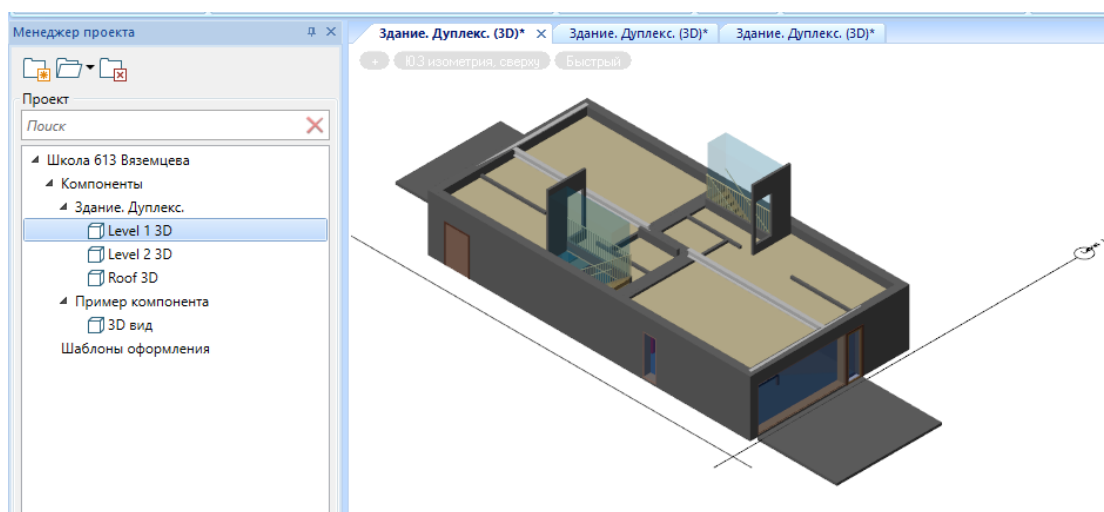 Менеджер проекта
Здание. Дуплекс. (3D)*
Здание. Дуплекс. (3D)*
Здание. Дуплекс. (3D)*
+
ЮЗ изометрия, сверху
Быстрый
Проект
Поиск
Школа 613 Вяземцева
Компоненты
Здание. Дуплекс.
Level 1 3D
Level 2 3D
Roof 3D
Пример компонента
3D вид
Шаблоны оформления